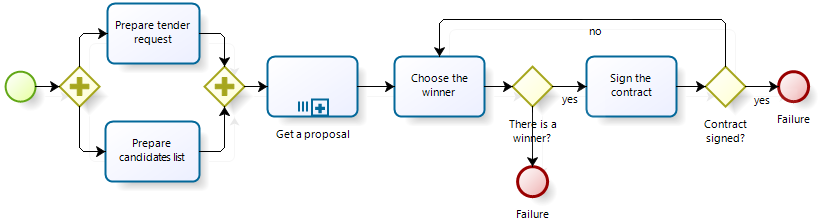 Prepare tender
request
no
Choose the
winner
Sign the
contract
yes
yes
Failure
There is a
winner?
Contract
signed?
Get a proposal
Prepare
candidates list
Failure